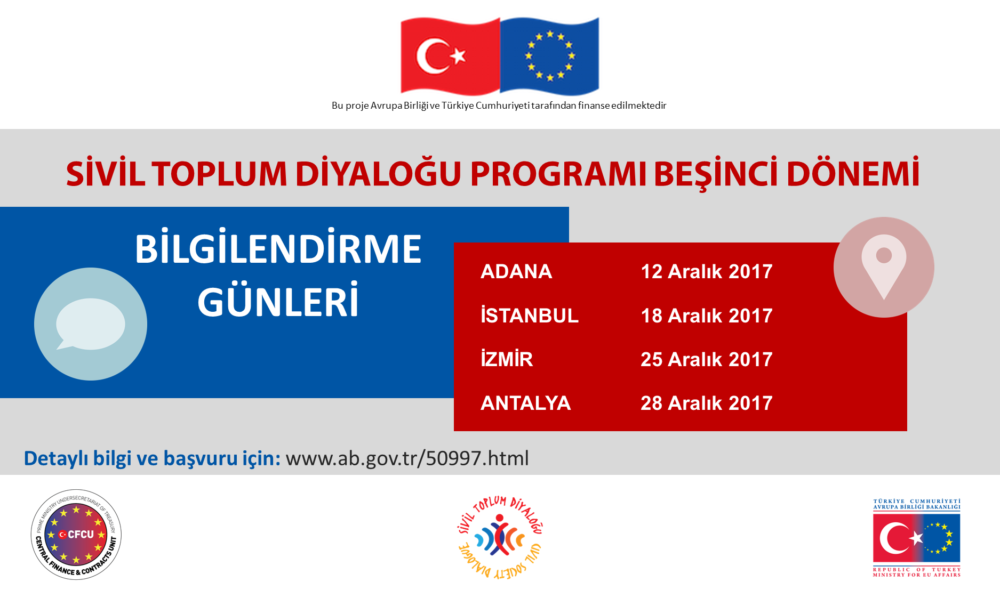 Bu proje Avrupa Birliği ve Türkiye Cumhuriyeti tarafından finanse edilmektedir
SİVİL TOPLUM DİYALOĞU PROGRAMI BEŞİNCİ DÖNEMİ
BİLGİLENDİRME
GÜNLERİ
ADANA 12 Aralık 2017
İSTANBUL 18 Aralık 2017
İZMİR 25 Aralık 2017
ANTALYA 28 Aralık 2017
Detaylı bilgi ve başvuru için: www.ab.gov.tr/50997.html
PRIME MINISTRY UNDERSECRETARIAT OF TREASURY
CFCU
CENTRAL FINANCE & CONTRACTS UNIT
SİVİL TOPLUM DİYALOĞU
CIVIL SOCIETY DIALOGUE
TÜRKİYE CUMHURİYETİ
AVRUPA BİRLİĞİ BAKANLIĞI
REPUBLIC OF TURKEY
MINISTRY FOR EU AFFAIRS